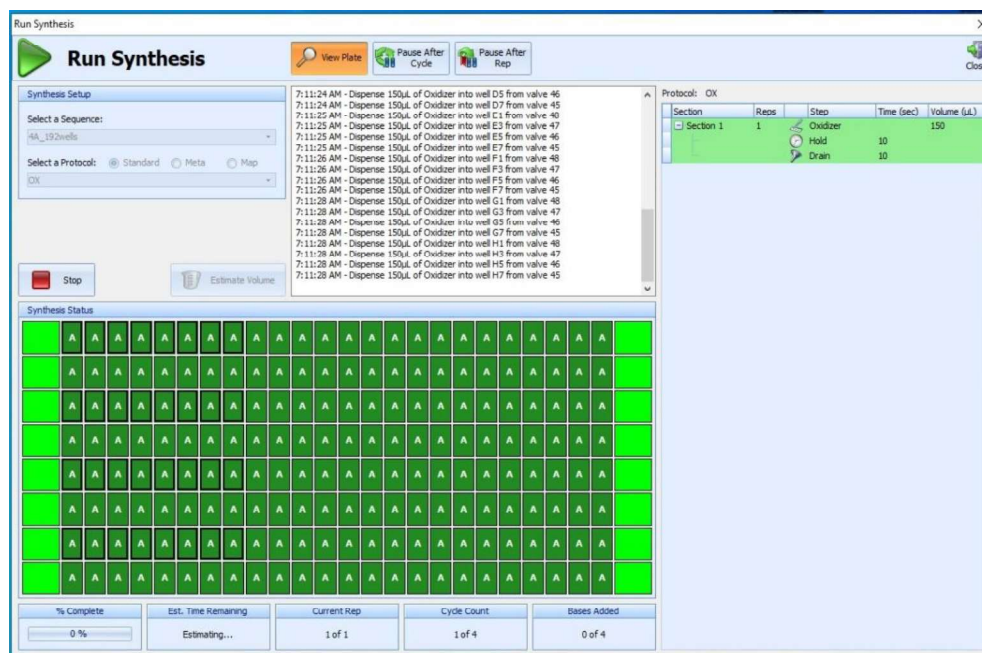 Run Synthesis
Run Synthesis
View Plate
Pause After
Cycle
Pause After
Rep
Synthesis Setup
Select a Sequence:
4A_192wells
Select a Protocol: Standard Meta Map
OX
Stop
Estimate Volume
7:11:24 AM - Dispense 150µL of Oxidizer into well D5 from valve 46
7:11:24 AM - Dispense 150µL of Oxidizer into well D7 from valve 45
7:11:25 AM - Dispense 150µL of Oxidizer into well E1 from valve 48
7:11:25 AM - Dispense 150µL of Oxidizer into well E3 from valve 47
7:11:25 AM - Dispense 150µL of Oxidizer into well E5 from valve 46
7:11:25 AM - Dispense 150µL of Oxidizer into well E7 from valve 45
7:11:26 AM - Dispense 150µL of Oxidizer into well F1 from valve 48
7:11:26 AM - Dispense 150µL of Oxidizer into well F3 from valve 47
7:11:26 AM - Dispense 150µL of Oxidizer into well F5 from valve 46
7:11:26 AM - Dispense 150µL of Oxidizer into well F7 from valve 45
7:11:28 AM - Dispense 150µL of Oxidizer into well G1 from valve 48
7:11:28 AM - Dispense 150µL of Oxidizer into well G3 from valve 47
7:11:28 AM - Dispense 150µL of Oxidizer into well G5 from valve 46
7:11:28 AM - Dispense 150µL of Oxidizer into well G7 from valve 45
7:11:28 AM - Dispense 150µL of Oxidizer into well H1 from valve 48
7:11:28 AM - Dispense 150µL of Oxidizer into well H3 from valve 47
7:11:28 AM - Dispense 150µL of Oxidizer into well H5 from valve 46
7:11:28 AM - Dispense 150µL of Oxidizer into well H7 from valve 45
Protocol: OX
Section Reps Step Time (sec) Volume (µL)
Section 1 1 Oxidizer 150
Hold 10
Drain 10
Synthesis Status
A A A A A A A A A A A A A A A A A A A A A A A A
A A A A A A A A A A A A A A A A A A A A A A A A
A A A A A A A A A A A A A A A A A A A A A A A A
A A A A A A A A A A A A A A A A A A A A A A A A
A A A A A A A A A A A A A A A A A A A A A A A A
A A A A A A A A A A A A A A A A A A A A A A A A
A A A A A A A A A A A A A A A A A A A A A A A A
A A A A A A A A A A A A A A A A A A A A A A A A
% Complete Est. Time Remaining Current Rep Cycle Count Bases Added
0 % Estimating... 1 of 1 1 of 4 0 of 4